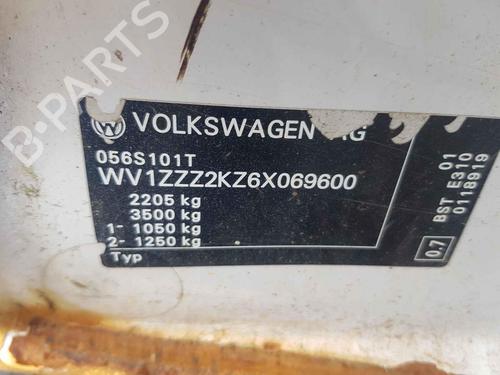 B-PARTS
VOLKSWAGEN AG
056S101T
WV1ZZZ2KZ6X069600
2205 kg
3500 kg
1- 1050 kg
2- 1250 kg
Typ
01
BST E310
0118919
0.7